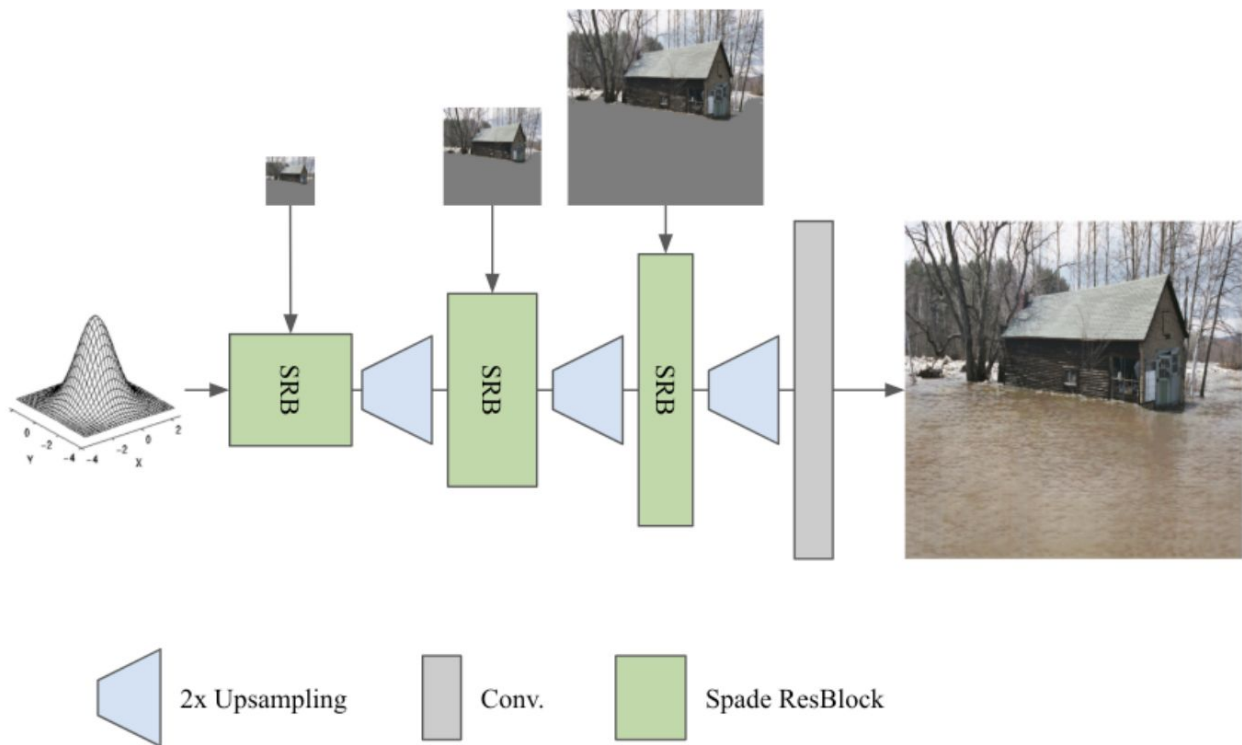 SRB
SRB
SRB
0
-2
-4
Y
-4
-2
0
2
X
2x Upsampling
Conv.
Spade ResBlock